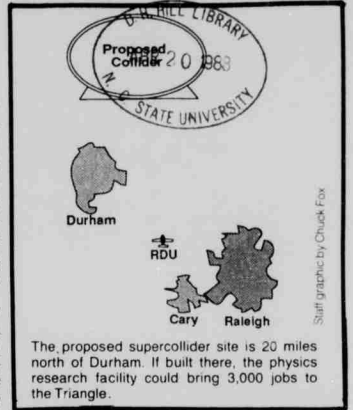 D. H. HILL LIBRARY
Proposed
Collider
20 1988
N. C. STATE UNIVERSITY
Durham
RDU
Cary Raleigh
Staff graphic by Chuck Fox
The proposed supercollider site is 20 miles
north of Durham. If built there, the physics
research facility could bring 3,000 jobs to
the Triangle.